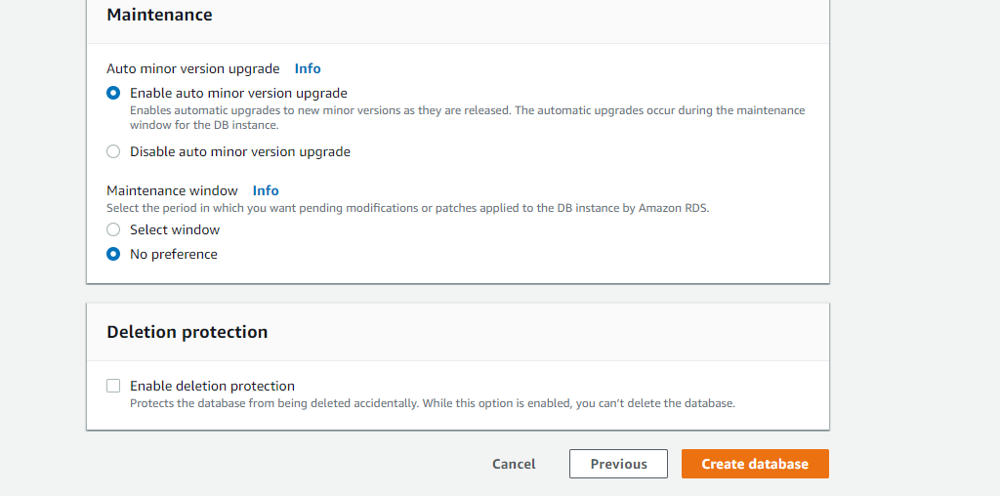 Maintenance
Auto minor version upgrade Info
Enable auto minor version upgrade
Enables automatic upgrades to new minor versions as they are released. The automatic upgrades occur during the maintenance
window for the DB instance.
Disable auto minor version upgrade
Maintenance window Info
Select the period in which you want pending modifications or patches applied to the DB instance by Amazon RDS.
Select window
No preference
Deletion protection
Enable deletion protection
Protects the database from being deleted accidentally. While this option is enabled, you can't delete the database.
Cancel Previous Create database